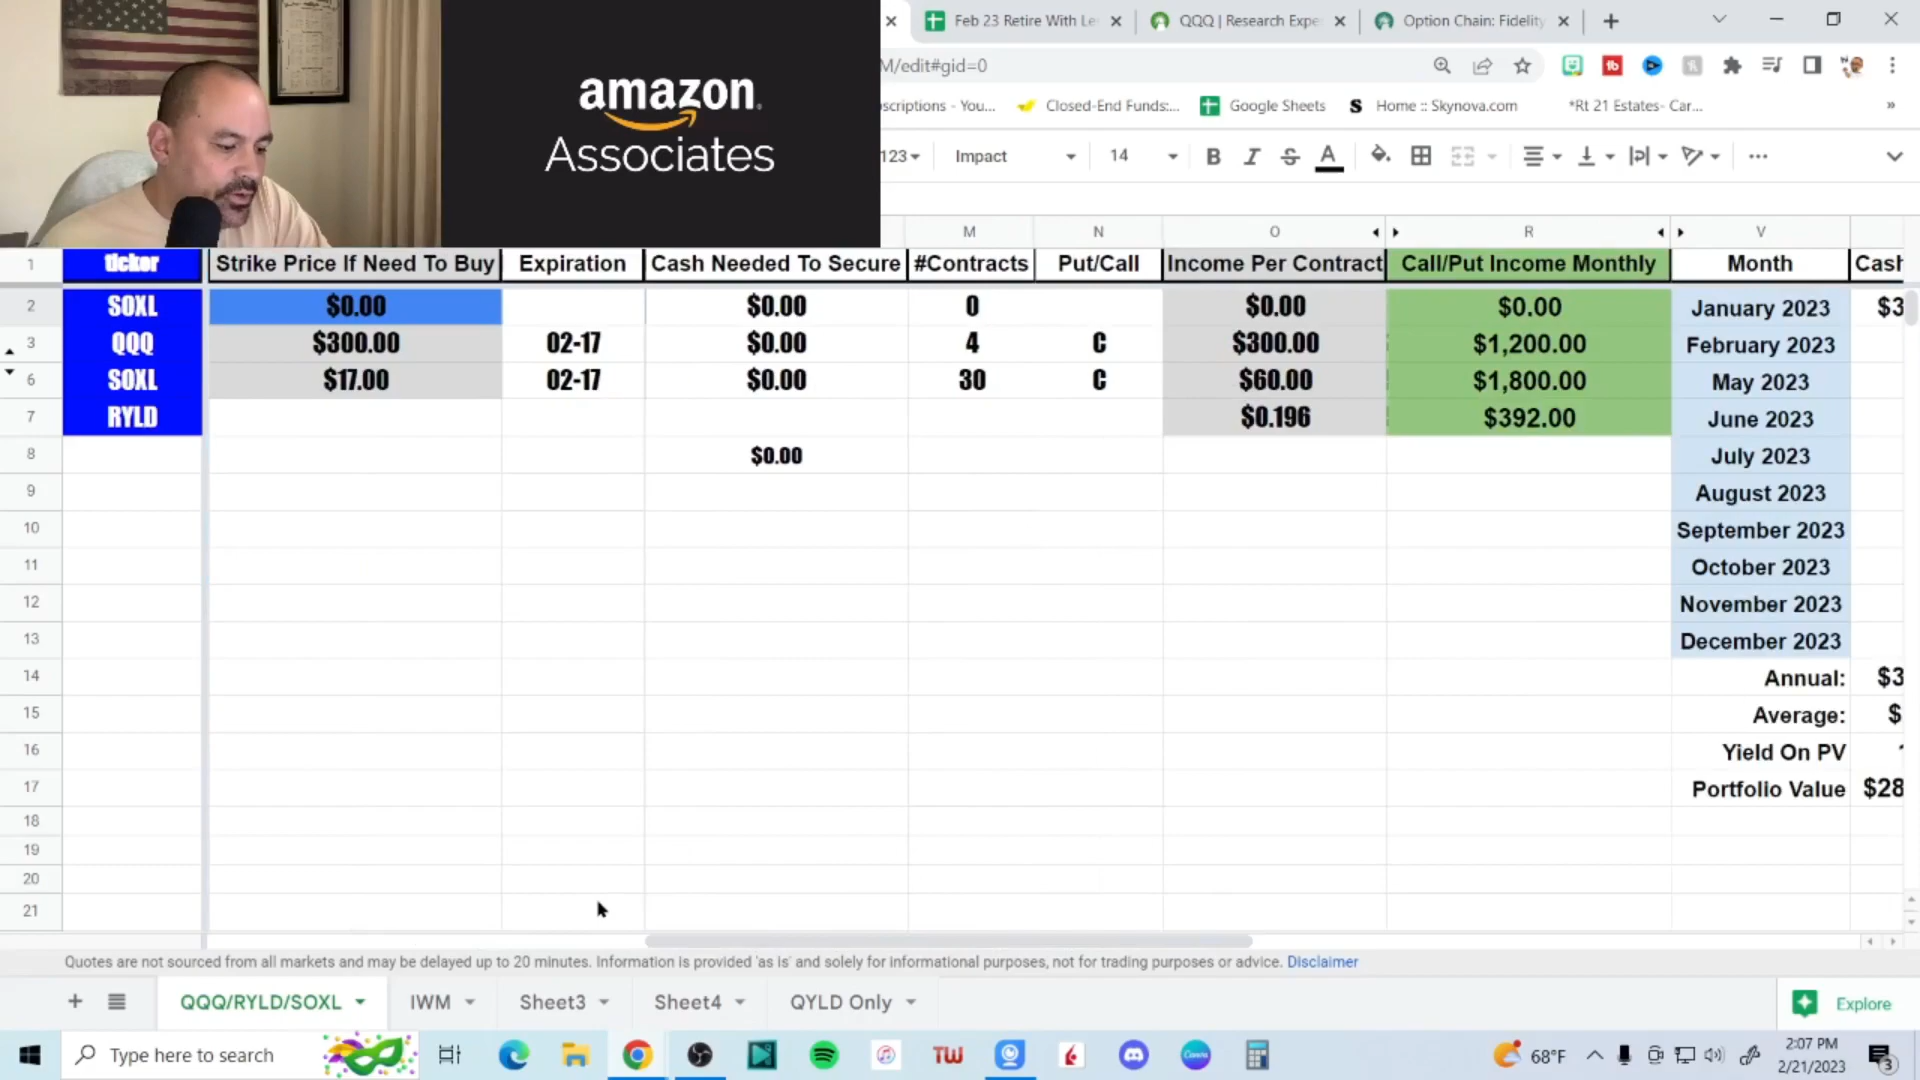 amazon
Associates
Feb 23 Retire With Le
QQQ | Research Expe
Option Chain: Fidelity
M/edit#gid=0
scriptions - You...
Closed-End Funds:...
Google Sheets
S Home :: Skynova.com
*Rt 21 Estates- Car...
»
123 Impact 14 B I S A
M N O R V
1 ticker Strike Price If Need To Buy Expiration Cash Needed To Secure #Contracts Put/Call Income Per Contract Call/Put Income Monthly Month Cash
2 SOXL $0.00 $0.00 0 $0.00 $0.00 January 2023 $3
3 QQQ $300.00 02-17 $0.00 4 C $300.00 $1,200.00 February 2023
6 SOXL $17.00 02-17 $0.00 30 C $60.00 $1,800.00 May 2023
7 RYLD $0.196 $392.00 June 2023
8 $0.00 July 2023
9 August 2023
10 September 2023
11 October 2023
12 November 2023
13 December 2023
14 Annual: $3
15 Average: $
16 Yield On PV
17 Portfolio Value $28
18
19
20
21
Quotes are not sourced from all markets and may be delayed up to 20 minutes. Information is provided 'as is' and solely for informational purposes, not for trading purposes or advice. Disclaimer
QQQ/RYLD/SOXL IWM Sheet3 Sheet4 QYLD Only
Explore
Type here to search
TW
68°F
2:07 PM
2/21/2023
3